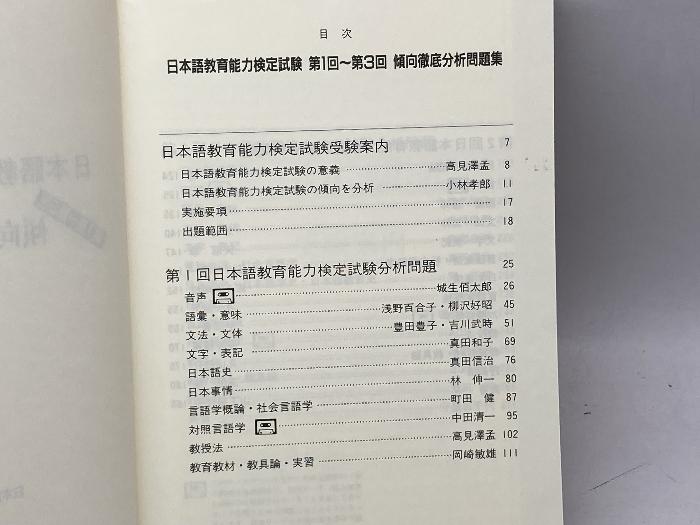 目 次
日本語教育能力検定試験 第1回〜第3回 傾向徹底分析問題集
日本語教育能力検定試験受験案内 7
日本語教育能力検定試験の意義 高見澤孟 8
日本語教育能力検定試験の傾向を分析 小林孝郎 11
実施要項 17
出題範囲 18
第1回日本語教育能力検定試験分析問題 25
音声 城生佰太郎 26
語彙・意味 浅野百合子・柳沢好昭 45
文法・文体 豊田豊子・吉川武時 51
文字・表記 真田和子 69
日本語史 真田信治 76
日本事情 林 伸一 80
言語学概論・社会言語学 町田 健 87
対照言語学 中田清一 95
教授法 高見澤孟 102
教育教材・教具論・実習 岡崎敏雄 111